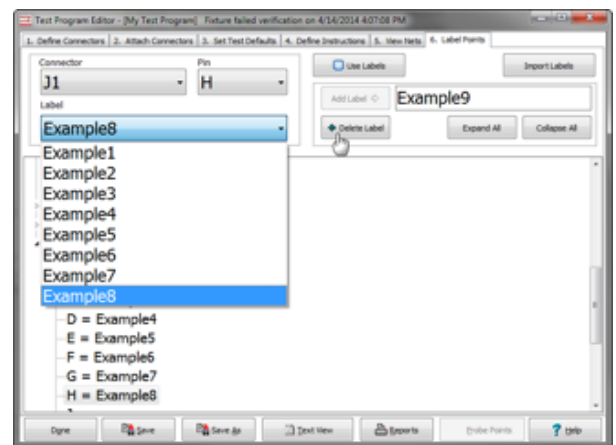 Test Program Editor - [My Test Program] Fixture failed verification on 4/14/2014 4:07:08 PM
1. Define Connectors 2. Attach Connectors 3. Set Test Defaults 4. Define Instructions 5. View Nets 6. Label Points
Connector Pin
J1 H
Label
Example8
Use Labels Import Labels
Add Label Example9
Delete Label Expand All Collapse All
Example1
Example2
Example3
Example4
Example5
Example6
Example7
Example8
D = Example4
E = Example5
F = Example6
G = Example7
H = Example8
Done Save Save As Text View Reports Probe Points Help